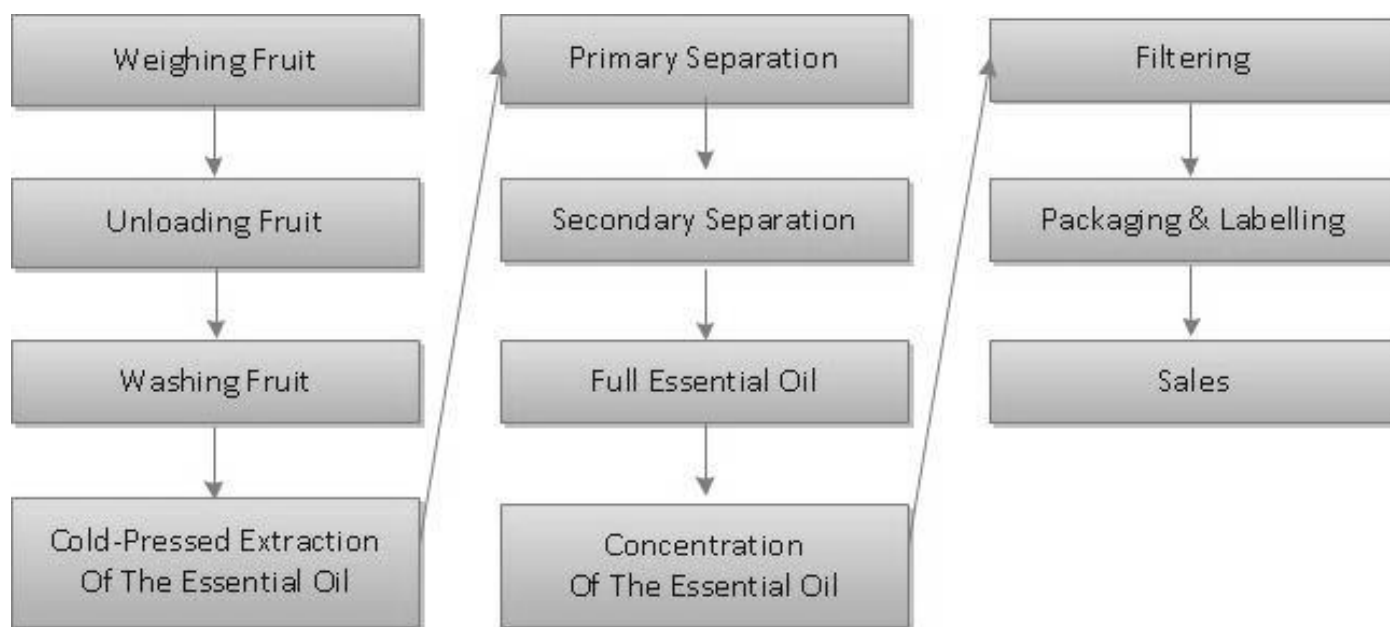 Weighing Fruit
Unloading Fruit
Washing Fruit
Cold-Pressed Extraction
Of The Essential Oil
Primary Separation
Secondary Separation
Full Essential Oil
Concentration
Of The Essential Oil
Filtering
Packaging & Labelling
Sales